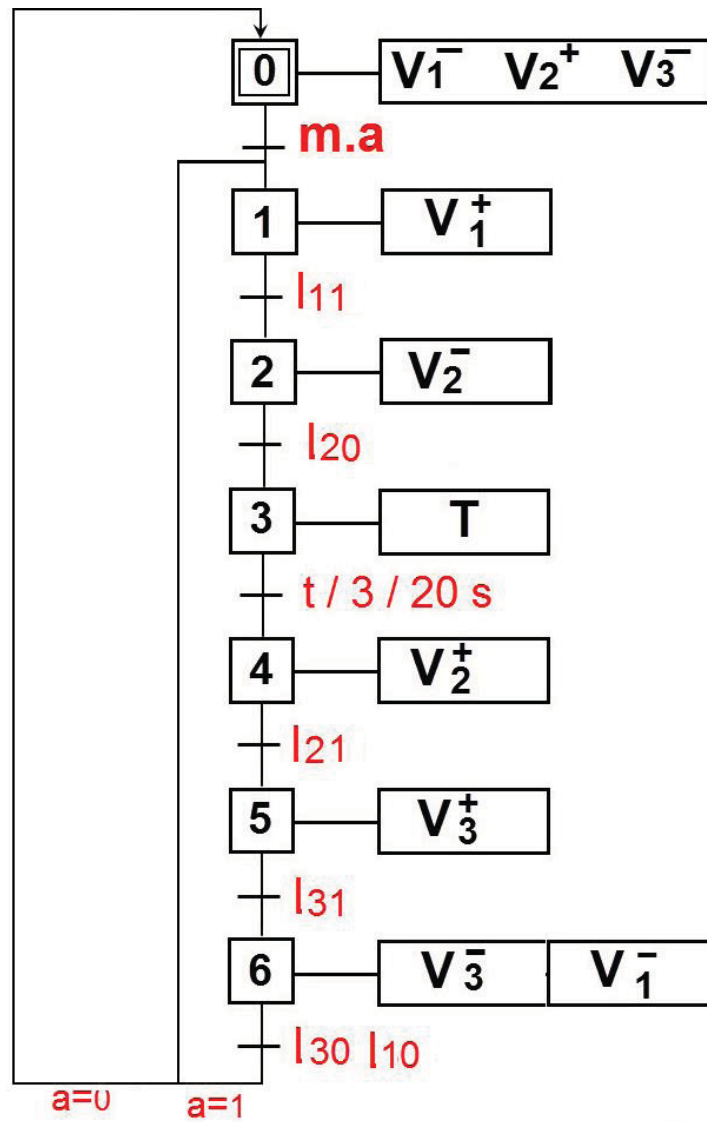 0 V1− V2+ V3−
m.a
1 V1+
l11
2 V2−
l20
3 T
t / 3 / 20 s
4 V2+
l21
5 V3+
l31
6 V3− V1−
l30 l10
a=0 a=1